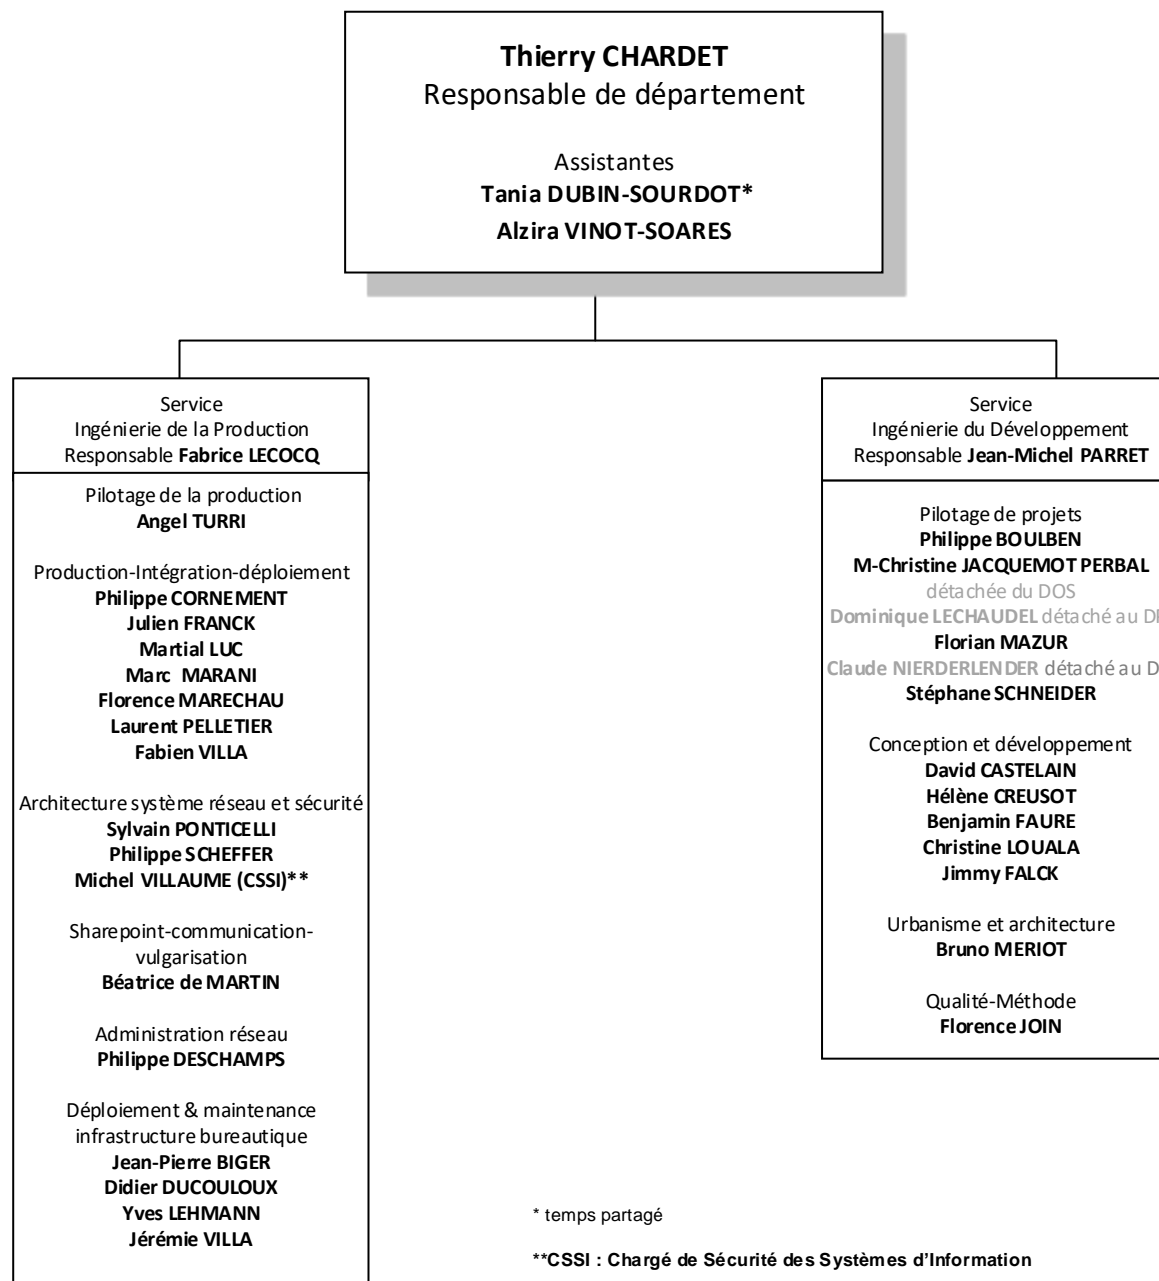 Thierry CHARDET
Responsable de département
Assistantes
Tania DUBIN-SOURDOT*
Alzira VINOT-SOARES
Service
Ingénierie de la Production
Responsable Fabrice LECOCQ
Pilotage de la production
Angel TURRI
Production-Intégration-déploiement
Philippe CORNEMENT
Julien FRANCK
Martial LUC
Marc MARANI
Florence MARECHAU
Laurent PELLETIER
Fabien VILLA
Architecture système réseau et sécurité
Sylvain PONTICELLI
Philippe SCHEFFER
Michel VILLAUME (CSSI)**
Sharepoint-communication-
vulgarisation
Béatrice de MARTIN
Administration réseau
Philippe DESCHAMPS
Déploiement & maintenance
infrastructure bureautique
Jean-Pierre BIGER
Didier DUCOULOUX
Yves LEHMANN
Jérémie VILLA
Service
Ingénierie du Développement
Responsable Jean-Michel PARRET
Pilotage de projets
Philippe BOULBEN
M-Christine JACQUEMOT PERBAL
détachée du DOS
Dominique LECHAUDEL détaché au
Florian MAZUR
Claude NIERDERLENDER détaché au
Stéphane SCHNEIDER
Conception et développement
David CASTELAIN
Hélène CREUSOT
Benjamin FAURE
Christine LOUALA
Jimmy FALCK
Urbanisme et architecture
Bruno MERIOT
Qualité-Méthode
Florence JOIN
* temps partagé
**CSSI : Chargé de Sécurité des Systèmes d'Information